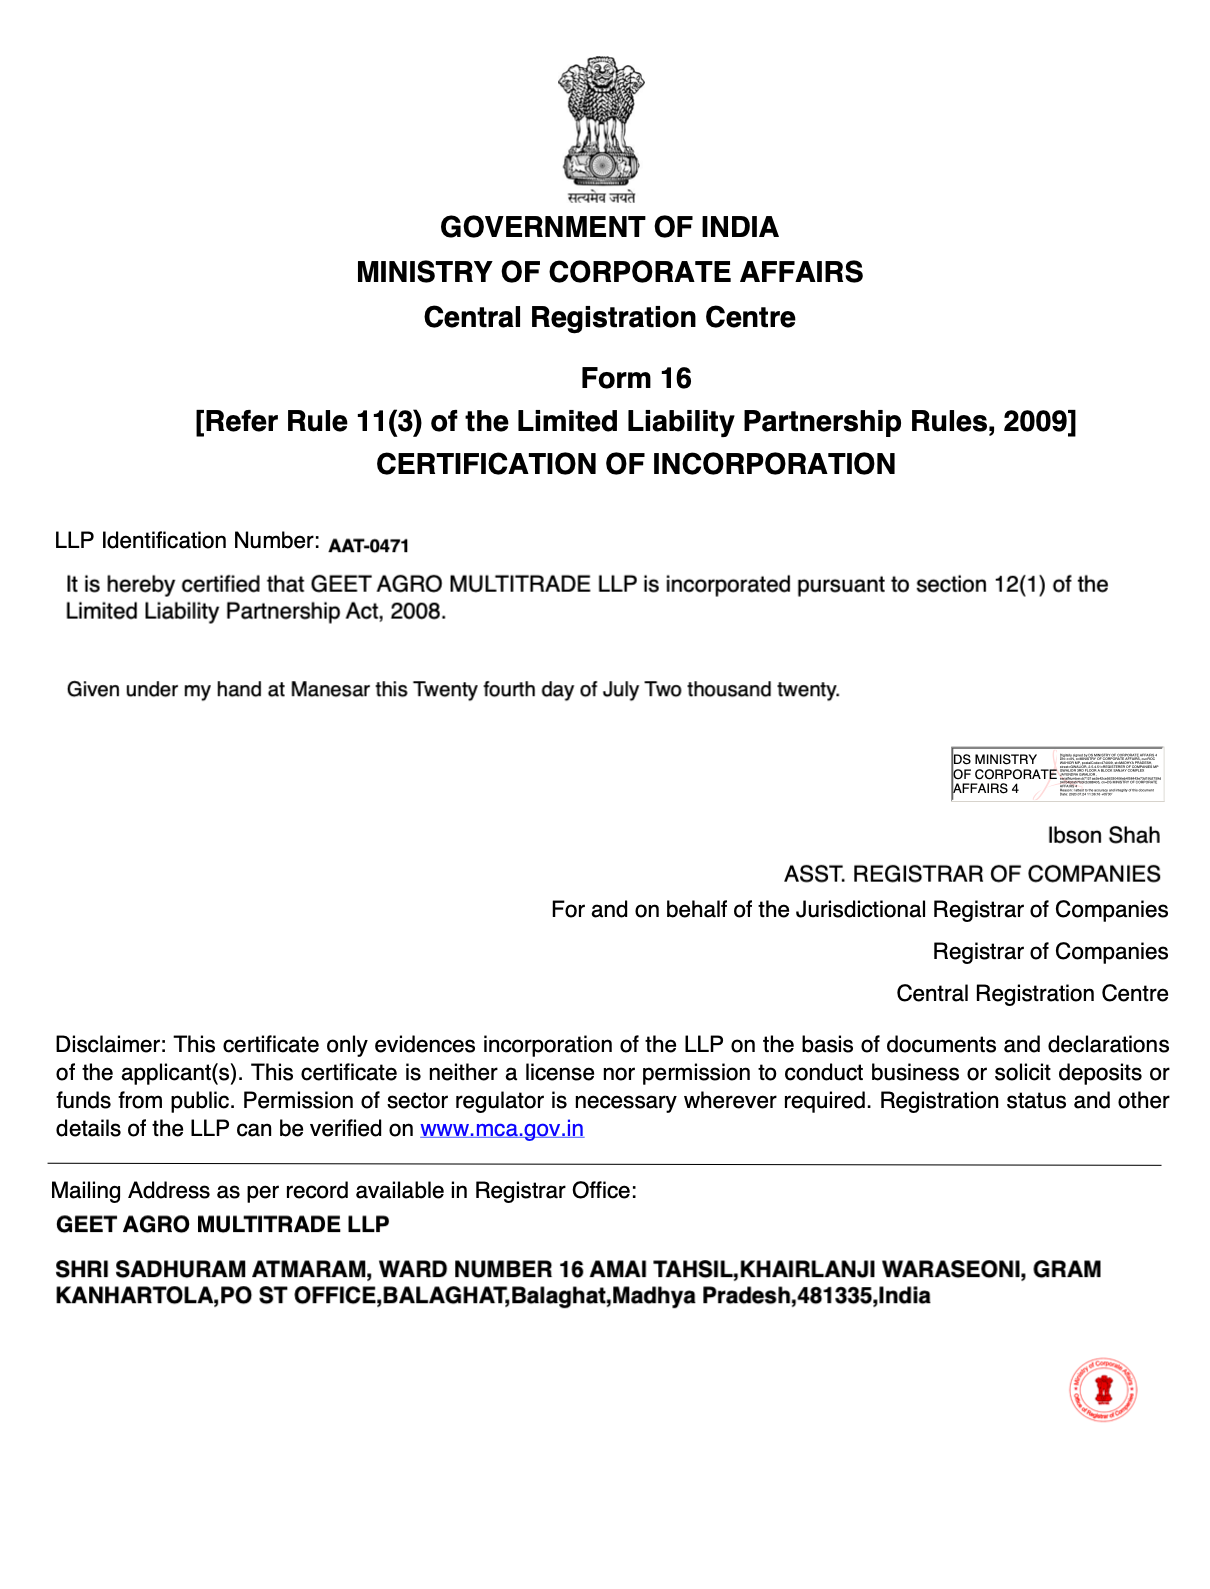 सत्यमेव जयते
GOVERNMENT OF INDIA
MINISTRY OF CORPORATE AFFAIRS
Central Registration Centre
Form 16
[Refer Rule 11(3) of the Limited Liability Partnership Rules, 2009]
CERTIFICATION OF INCORPORATION
LLP Identification Number: AAT-0471
It is hereby certified that GEET AGRO MULTITRADE LLP is incorporated pursuant to section 12(1) of the
Limited Liability Partnership Act, 2008.
Given under my hand at Manesar this Twenty fourth day of July Two thousand twenty.
DS MINISTRY
OF CORPORATE
AFFAIRS 4
Ibson Shah
ASST. REGISTRAR OF COMPANIES
For and on behalf of the Jurisdictional Registrar of Companies
Registrar of Companies
Central Registration Centre
Disclaimer: This certificate only evidences incorporation of the LLP on the basis of documents and declarations
of the applicant(s). This certificate is neither a license nor permission to conduct business or solicit deposits or
funds from public. Permission of sector regulator is necessary wherever required. Registration status and other
details of the LLP can be verified on www.mca.gov.in
Mailing Address as per record available in Registrar Office:
GEET AGRO MULTITRADE LLP
SHRI SADHURAM ATMARAM, WARD NUMBER 16 AMAI TAHSIL,KHAIRLANJI WARASEONI, GRAM
KANHARTOLA,PO ST OFFICE,BALAGHAT,Balaghat,Madhya Pradesh,481335,India
Ministry of Corporate Affairs
Office of Registrar of Companies